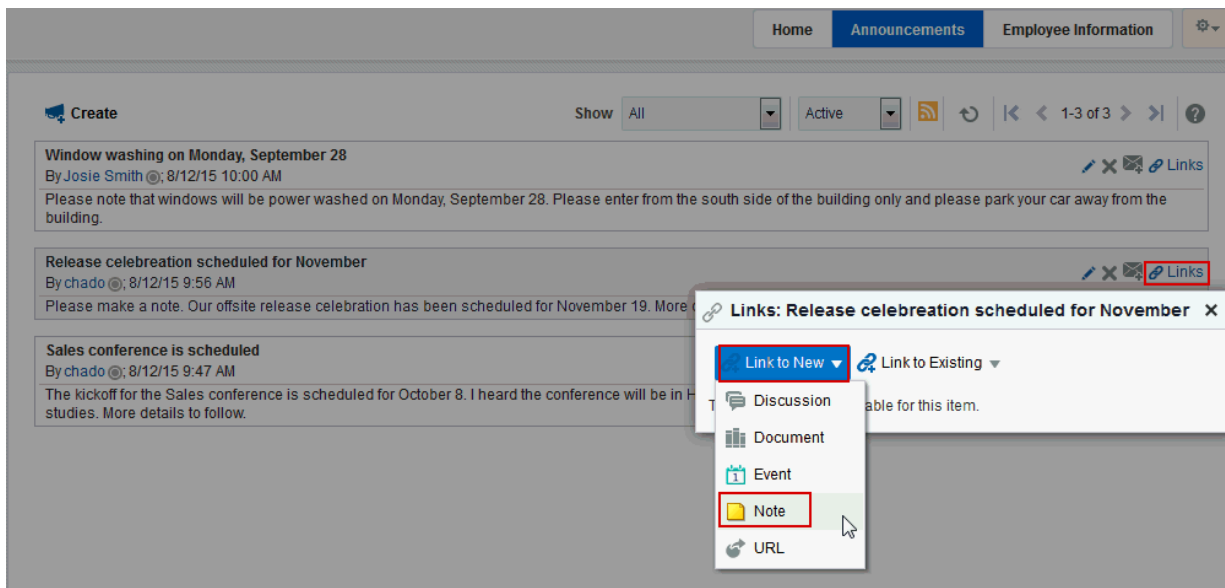 Home Announcements Employee Information
Create Show All Active 1-3 of 3
Window washing on Monday, September 28
By Josie Smith; 8/12/15 10:00 AM Links
Please note that windows will be power washed on Monday, September 28. Please enter from the south side of the building only and please park your car away from the
building.
Release celebreation scheduled for November
By chado; 8/12/15 9:56 AM Links
Please make a note. Our offsite release celebration has been scheduled for November 19. More
Links: Release celebreation scheduled for November
Link to New Link to Existing
Sales conference is scheduled
By chado; 8/12/15 9:47 AM
The kickoff for the Sales conference is scheduled for October 8. I heard the conference will be in H
studies. More details to follow.
able for this item.
Discussion
Document
Event
Note
URL